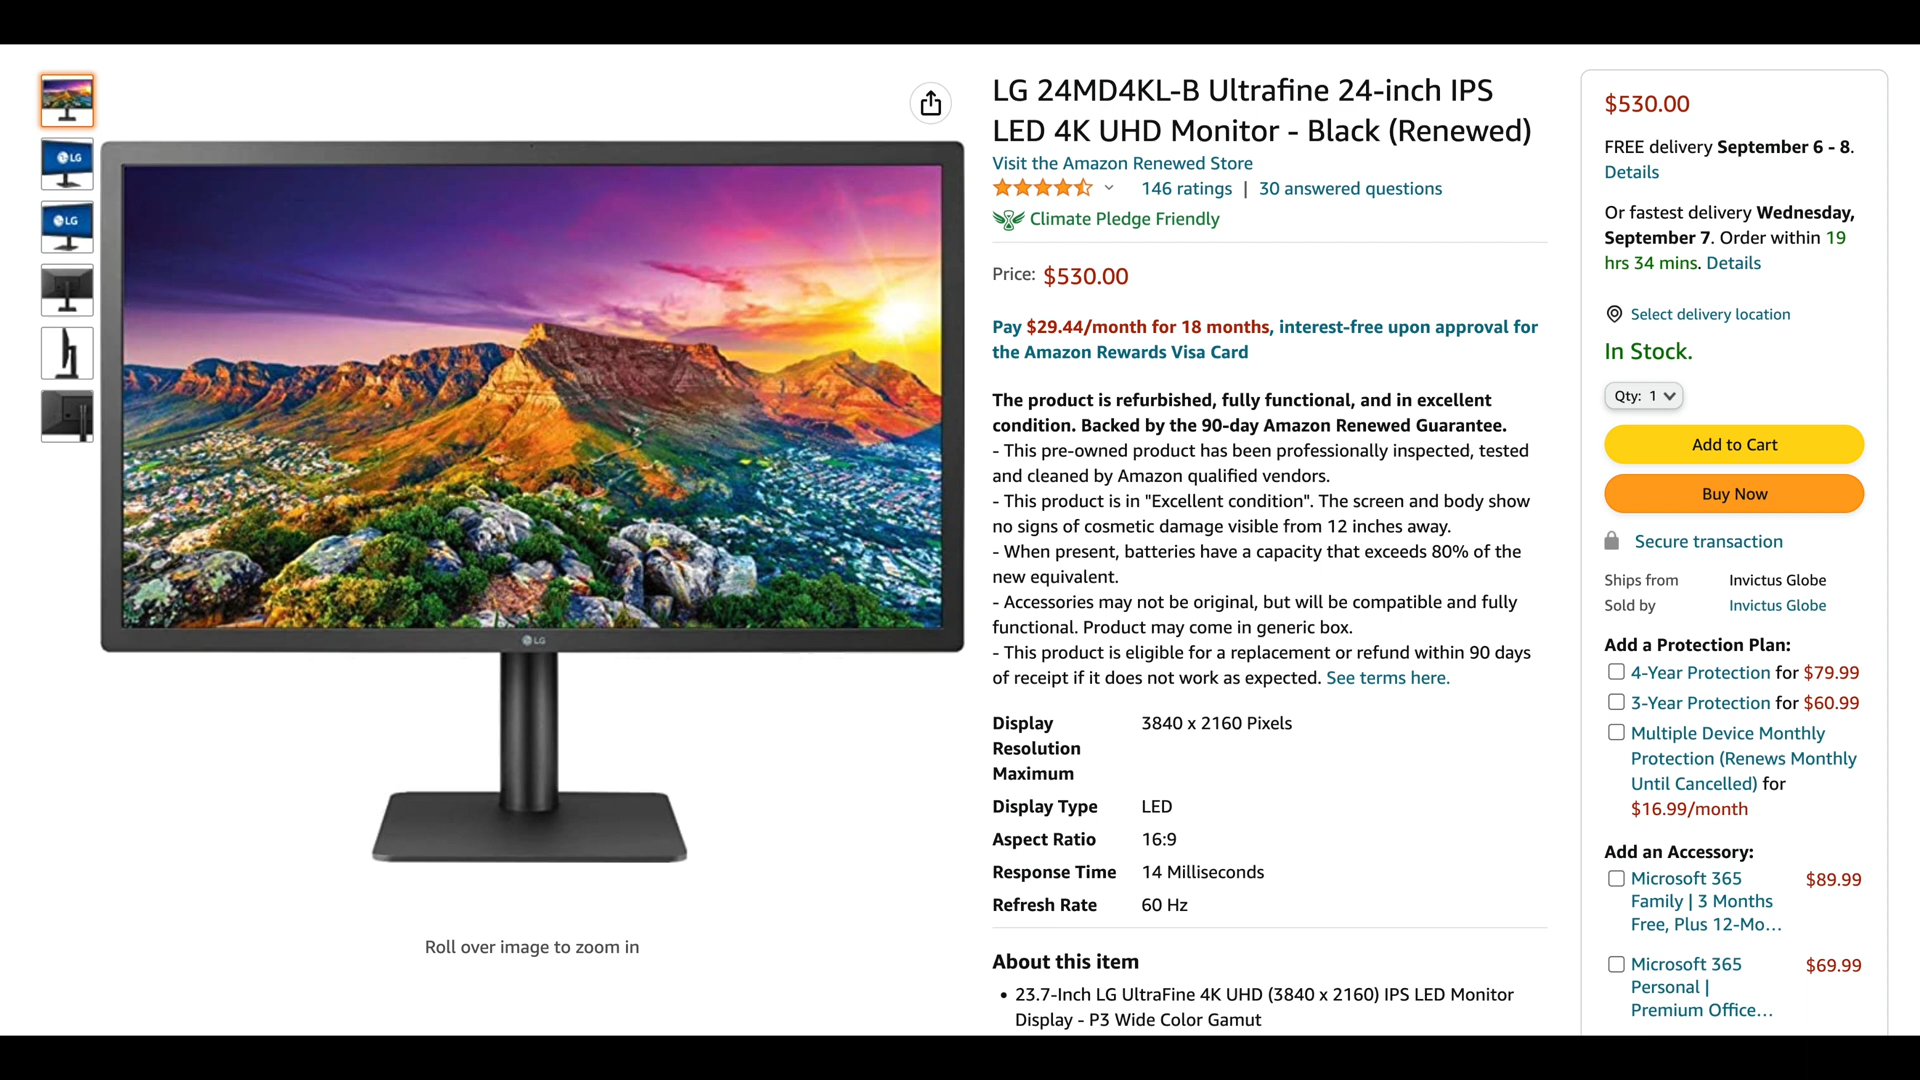 LG 24MD4KL-B Ultrafine 24-inch IPS
LED 4K UHD Monitor - Black (Renewed)
Visit the Amazon Renewed Store
146 ratings | 30 answered questions
Climate Pledge Friendly
Price: $530.00
Pay $29.44/month for 18 months, interest-free upon approval for
the Amazon Rewards Visa Card
The product is refurbished, fully functional, and in excellent
condition. Backed by the 90-day Amazon Renewed Guarantee.
- This pre-owned product has been professionally inspected, tested
and cleaned by Amazon qualified vendors.
- This product is in "Excellent condition". The screen and body show
no signs of cosmetic damage visible from 12 inches away.
- When present, batteries have a capacity that exceeds 80% of the
new equivalent.
- Accessories may not be original, but will be compatible and fully
functional. Product may come in generic box.
- This product is eligible for a replacement or refund within 90 days
of receipt if it does not work as expected. See terms here.
Display Resolution Maximum 3840 x 2160 Pixels
Display Type LED
Aspect Ratio 16:9
Response Time 14 Milliseconds
Refresh Rate 60 Hz
About this item
• 23.7-Inch LG UltraFine 4K UHD (3840 x 2160) IPS LED Monitor
Display - P3 Wide Color Gamut
LG
LG
LG
Roll over image to zoom in
$530.00
FREE delivery September 6 - 8.
Details
Or fastest delivery Wednesday,
September 7. Order within 19
hrs 34 mins. Details
Select delivery location
In Stock.
Qty: 1
Add to Cart
Buy Now
Secure transaction
Ships from Invictus Globe
Sold by Invictus Globe
Add a Protection Plan:
4-Year Protection for $79.99
3-Year Protection for $60.99
Multiple Device Monthly
Protection (Renews Monthly
Until Cancelled) for
$16.99/month
Add an Accessory:
Microsoft 365 $89.99
Family | 3 Months
Free, Plus 12-Mo…
Microsoft 365 $69.99
Personal |
Premium Office…